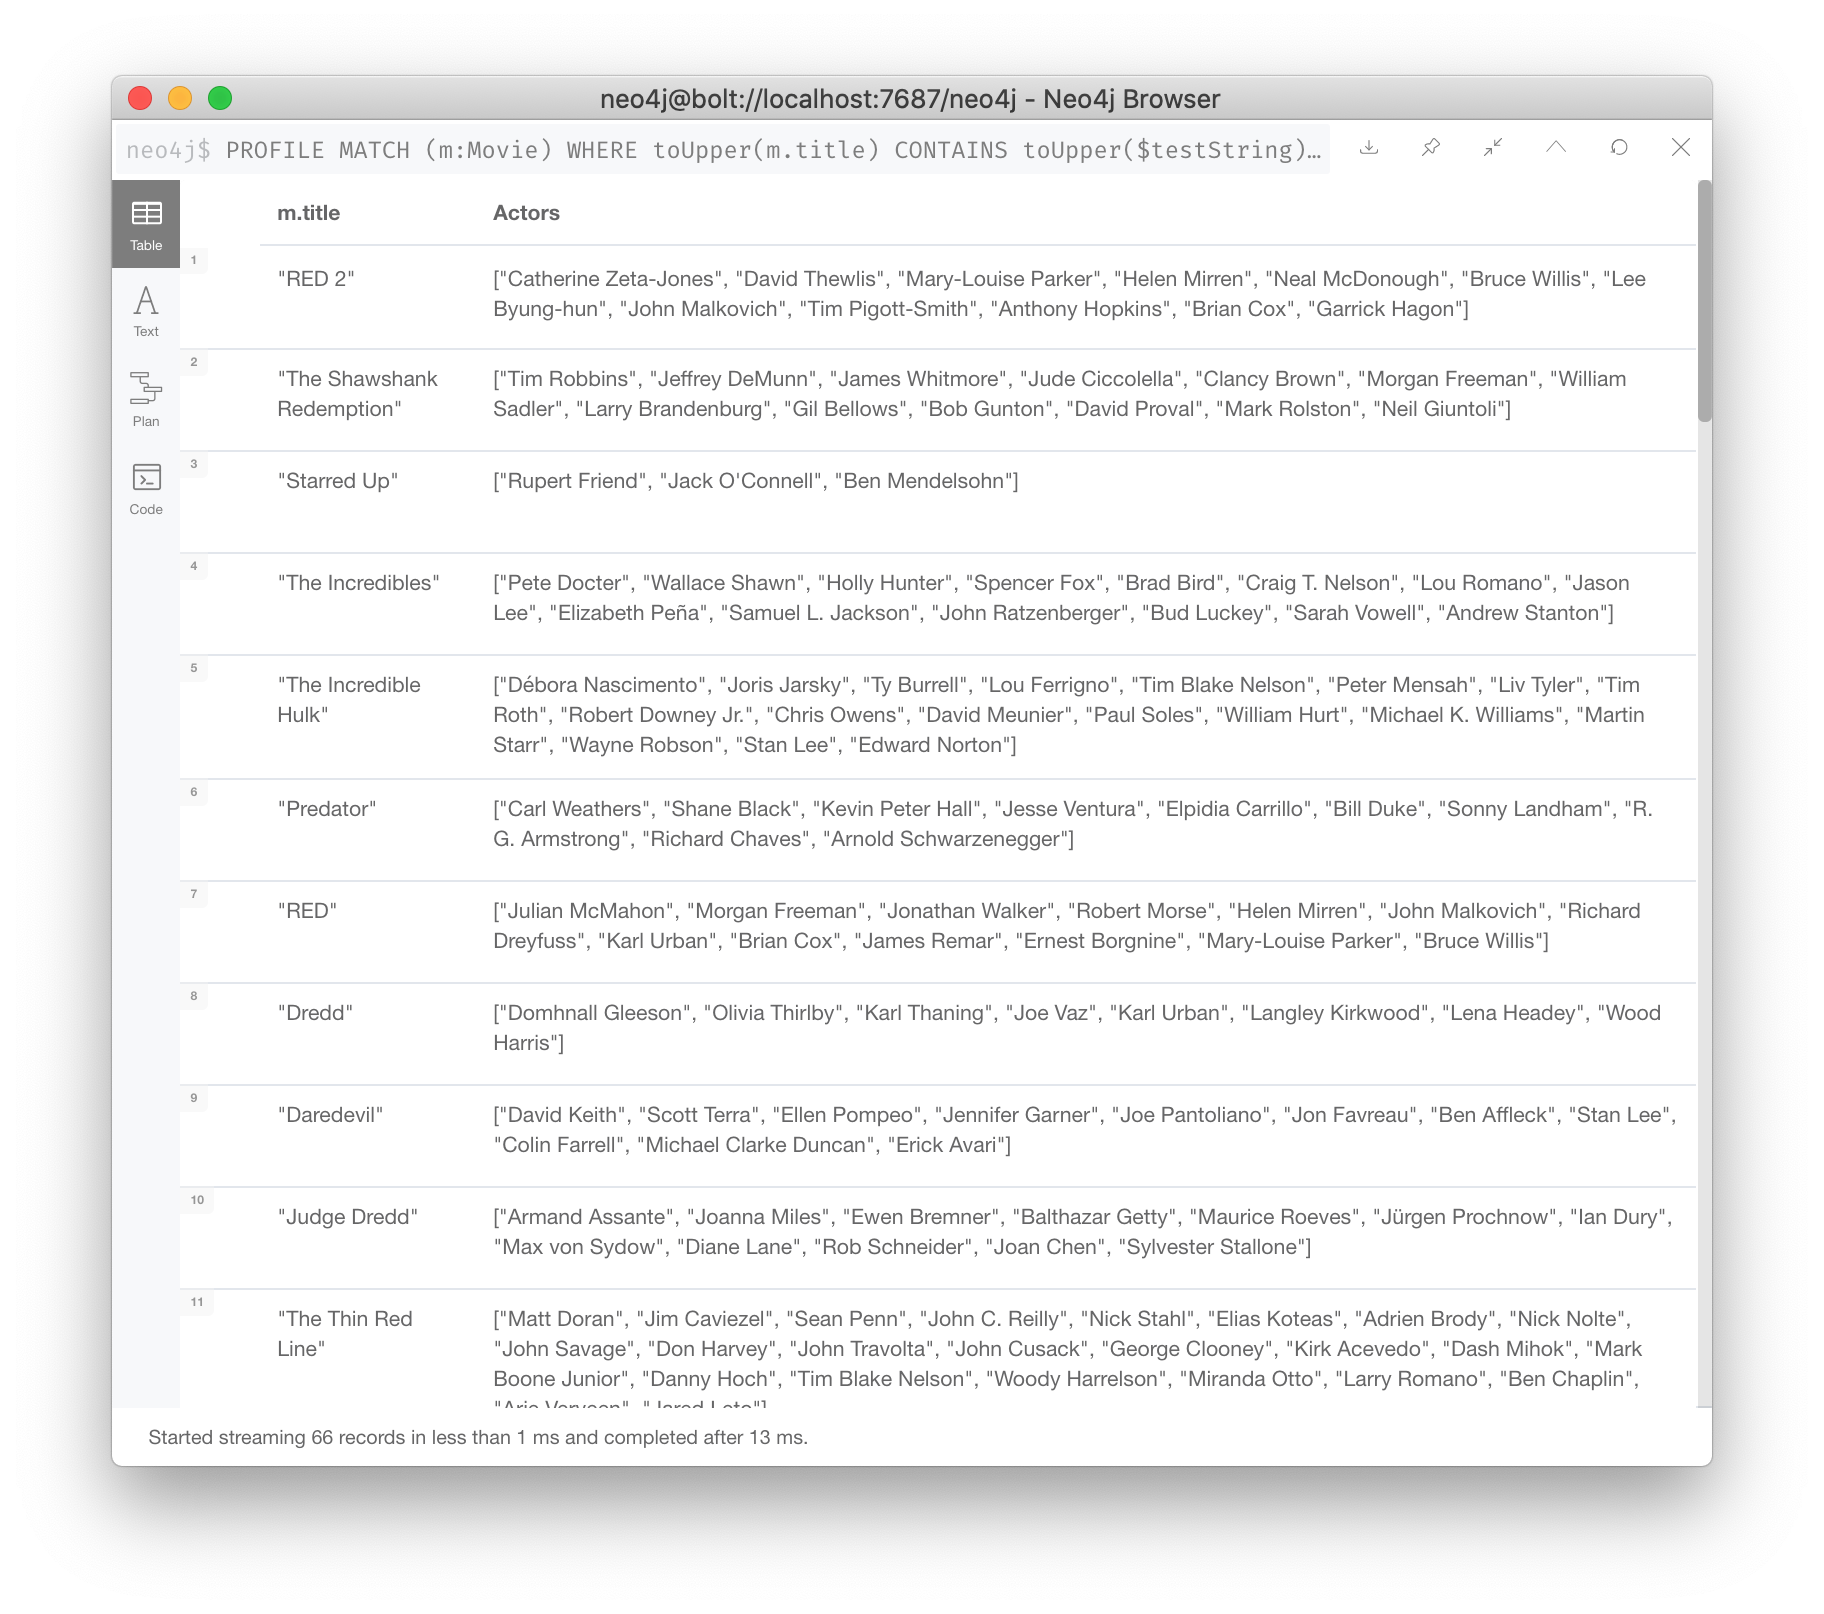 neo4j@bolt://localhost:7687/neo4j - Neo4j Browser
neo4j$ PROFILE MATCH (m:Movie) WHERE toUpper(m.title) CONTAINS toUpper($testString)…
Table
Text
Plan
Code
m.title Actors
1
"RED 2" ["Catherine Zeta-Jones", "David Thewlis", "Mary-Louise Parker", "Helen Mirren", "Neal McDonough", "Bruce Willis", "Lee
Byung-hun", "John Malkovich", "Tim Pigott-Smith", "Anthony Hopkins", "Brian Cox", "Garrick Hagon"]
2
"The Shawshank ["Tim Robbins", "Jeffrey DeMunn", "James Whitmore", "Jude Ciccolella", "Clancy Brown", "Morgan Freeman", "William
Redemption" Sadler", "Larry Brandenburg", "Gil Bellows", "Bob Gunton", "David Proval", "Mark Rolston", "Neil Giuntoli"]
3
"Starred Up" ["Rupert Friend", "Jack O'Connell", "Ben Mendelsohn"]
4
"The Incredibles" ["Pete Docter", "Wallace Shawn", "Holly Hunter", "Spencer Fox", "Brad Bird", "Craig T. Nelson", "Lou Romano", "Jason
Lee", "Elizabeth Peña", "Samuel L. Jackson", "John Ratzenberger", "Bud Luckey", "Sarah Vowell", "Andrew Stanton"]
5
"The Incredible ["Débora Nascimento", "Joris Jarsky", "Ty Burrell", "Lou Ferrigno", "Tim Blake Nelson", "Peter Mensah", "Liv Tyler", "Tim
Hulk" Roth", "Robert Downey Jr.", "Chris Owens", "David Meunier", "Paul Soles", "William Hurt", "Michael K. Williams", "Martin
Starr", "Wayne Robson", "Stan Lee", "Edward Norton"]
6
"Predator" ["Carl Weathers", "Shane Black", "Kevin Peter Hall", "Jesse Ventura", "Elpidia Carrillo", "Bill Duke", "Sonny Landham", "R.
G. Armstrong", "Richard Chaves", "Arnold Schwarzenegger"]
7
"RED" ["Julian McMahon", "Morgan Freeman", "Jonathan Walker", "Robert Morse", "Helen Mirren", "John Malkovich", "Richard
Dreyfuss", "Karl Urban", "Brian Cox", "James Remar", "Ernest Borgnine", "Mary-Louise Parker", "Bruce Willis"]
8
"Dredd" ["Domhnall Gleeson", "Olivia Thirlby", "Karl Thaning", "Joe Vaz", "Karl Urban", "Langley Kirkwood", "Lena Headey", "Wood
Harris"]
9
"Daredevil" ["David Keith", "Scott Terra", "Ellen Pompeo", "Jennifer Garner", "Joe Pantoliano", "Jon Favreau", "Ben Affleck", "Stan Lee",
"Colin Farrell", "Michael Clarke Duncan", "Erick Avari"]
10
"Judge Dredd" ["Armand Assante", "Joanna Miles", "Ewen Bremner", "Balthazar Getty", "Maurice Roeves", "Jürgen Prochnow", "Ian Dury",
"Max von Sydow", "Diane Lane", "Rob Schneider", "Joan Chen", "Sylvester Stallone"]
11
"The Thin Red ["Matt Doran", "Jim Caviezel", "Sean Penn", "John C. Reilly", "Nick Stahl", "Elias Koteas", "Adrien Brody", "Nick Nolte",
Line" "John Savage", "Don Harvey", "John Travolta", "John Cusack", "George Clooney", "Kirk Acevedo", "Dash Mihok", "Mark
Boone Junior", "Danny Hoch", "Tim Blake Nelson", "Woody Harrelson", "Miranda Otto", "Larry Romano", "Ben Chaplin",
Started streaming 66 records in less than 1 ms and completed after 13 ms.